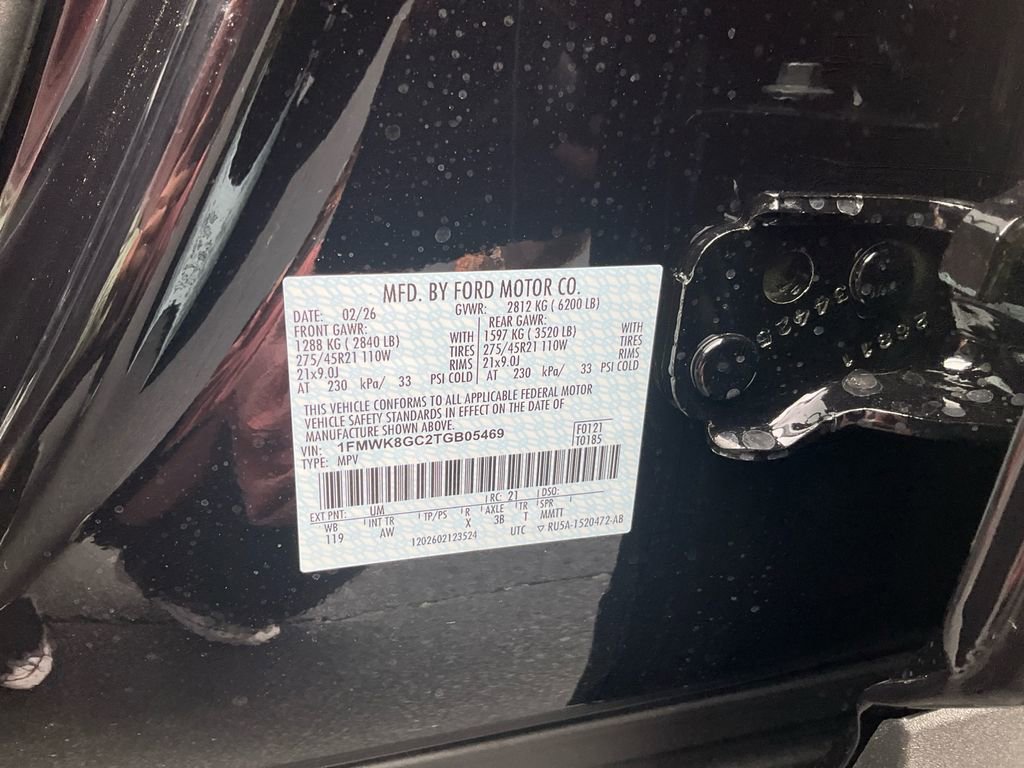 MFD. BY FORD MOTOR CO.
DATE: 02/26 GVWR: 2812 KG ( 6200 LB)
FRONT GAWR: REAR GAWR:
1288 KG ( 2840 LB) WITH 1597 KG ( 3520 LB) WITH
275/45R21 110W TIRES 275/45R21 110W TIRES
21x9.0J RIMS 21x9.0J RIMS
AT 230 kPa/ 33 PSI COLD AT 230 kPa/ 33 PSI COLD
THIS VEHICLE CONFORMS TO ALL APPLICABLE FEDERAL MOTOR
VEHICLE SAFETY STANDARDS IN EFFECT ON THE DATE OF
MANUFACTURE SHOWN ABOVE.
VIN: 1FMWK8GC2TGB05469 F0121
TYPE: MPV T0185
EXT PNT: UM RC: 21 DSO:
WB INT TR TP/PS R AXLE TR SPR
119 AW X 3B T MMTT
1202602123524 UTC ▽ RU5A-1520472-AB